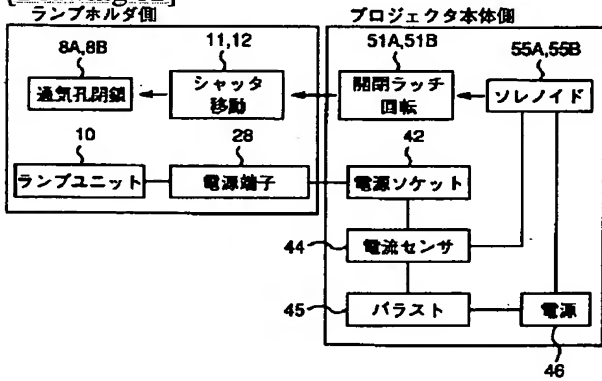 ランプホルダ側
プロジェクタ本体側
8A,8B
11,12
51A,51B
55A,55B
通気孔閉鎖
シャッタ
移動
開閉ラッチ
回転
ソレノイド
10
28
42
ランプユニット
電源端子
電源ソケット
44
電流センサ
45
バラスト
電源
46